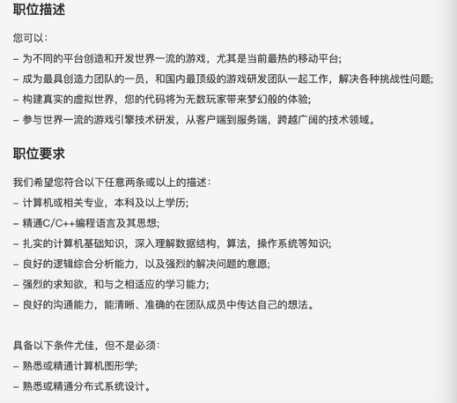 职位描述
您可以：
- 为不同的平台创造和开发世界一流的游戏，尤其是当前最热的移动平台;
- 成为最具创造力团队的一员，和国内最顶级的游戏研发团队一起工作，解决各种挑战性问题;
- 构建真实的虚拟世界，您的代码将为无数玩家带来梦幻般的体验;
- 参与世界一流的游戏引擎技术研发，从客户端到服务端，跨越广阔的技术领域。
职位要求
我们希望您符合以下任意两条或以上的描述：
- 计算机或相关专业，本科及以上学历;
- 精通C/C++编程语言及其思想;
- 扎实的计算机基础知识，深入理解数据结构，算法，操作系统等知识;
- 良好的逻辑综合分析能力，以及强烈的解决问题的意愿;
- 强烈的求知欲，和与之相适应的学习能力;
- 良好的沟通能力，能清晰、准确的在团队成员中传达自己的想法。
具备以下条件尤佳，但不是必须：
- 熟悉或精通计算机图形学;
- 熟悉或精通分布式系统设计。